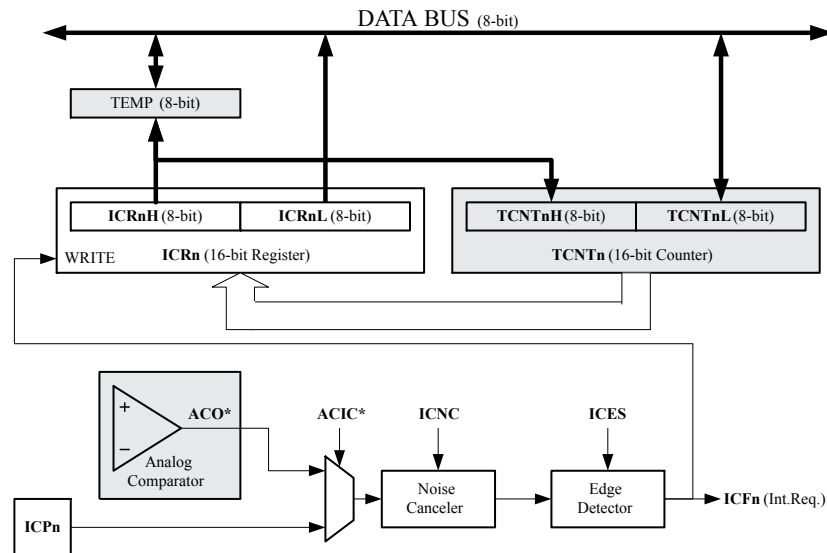 DATA BUS (8-bit)
TEMP (8-bit)
ICRnH (8-bit)
ICRnL (8-bit)
TCNTnH (8-bit)
TCNTnL (8-bit)
WRITE
ICRn (16-bit Register)
TCNTn (16-bit Counter)
+
−
ACO*
Analog
Comparator
ACIC*
ICNC
ICES
Noise
Canceler
Edge
Detector
ICFn (Int.Req.)
ICPn